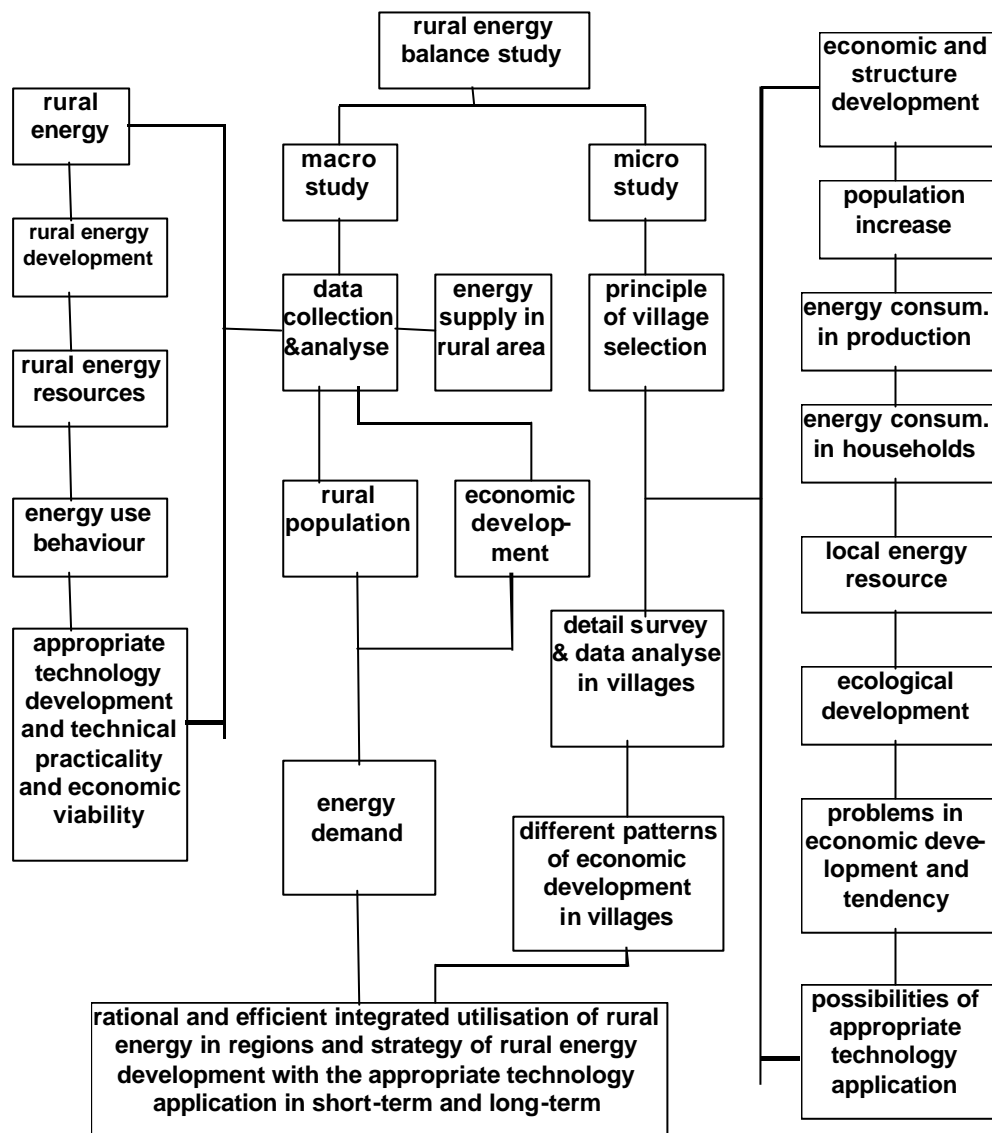 rural energy
balance study
economic and
structure
development
rural
energy
macro
study
micro
study
population
increase
rural energy
development
data
collection
&analyse
energy
supply in
rural area
principle
of village
selection
energy consum.
in production
rural energy
resources
energy consum.
in households
rural
population
economic
develop-
ment
energy use
behaviour
local energy
resource
appropriate
technology
development
and technical
practicality
and economic
viability
detail survey
& data analyse
in villages
ecological
development
energy
demand
different patterns
of economic
development
in villages
problems in
economic deve-
lopment and
tendency
rational and efficient integrated utilisation of rural
energy in regions and strategy of rural energy
development with the appropriate technology
application in short-term and long-term
possibilities of
appropriate
technology
application